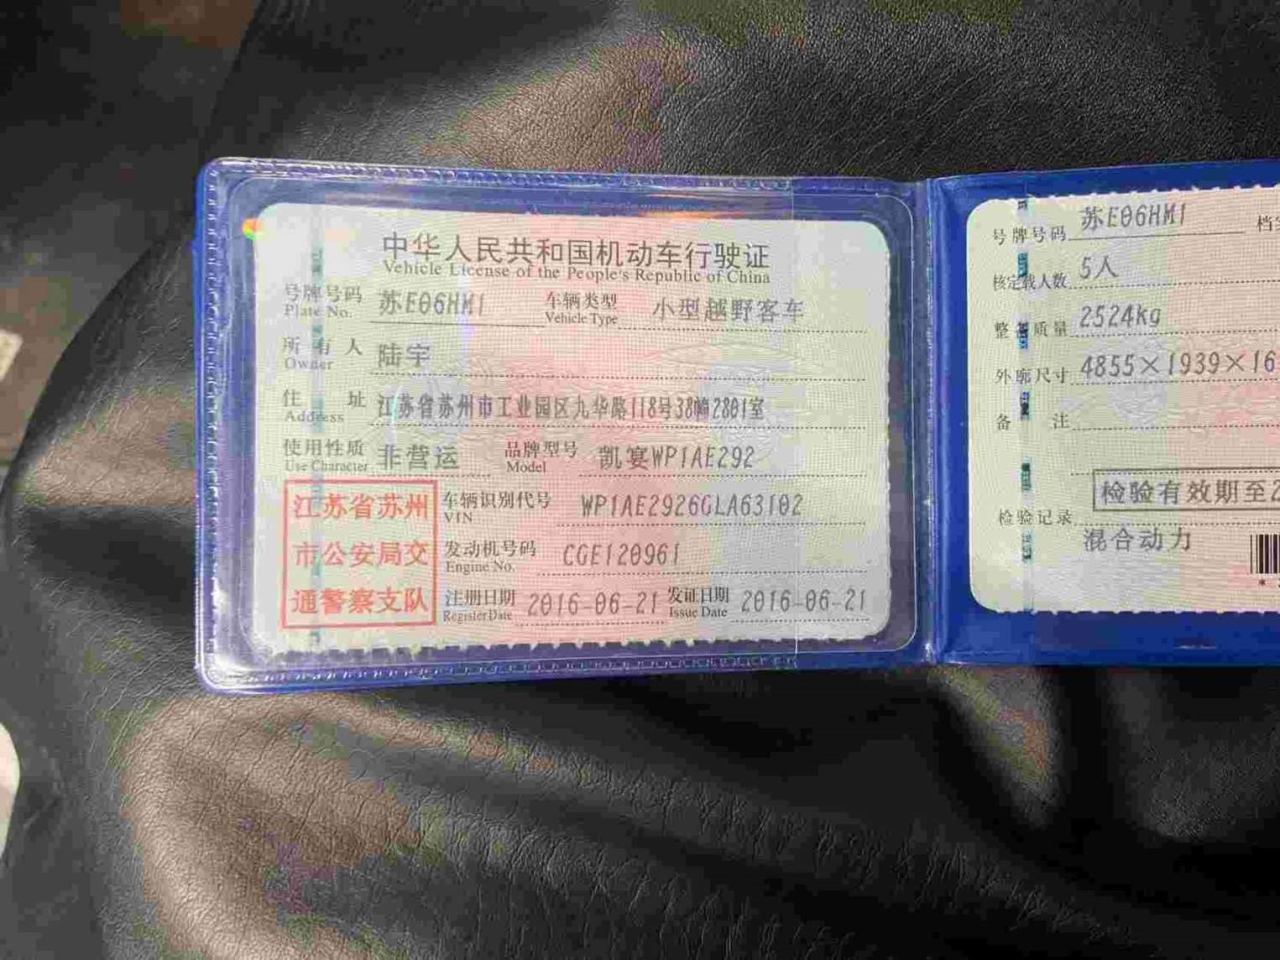 中华人民共和国机动车行驶证
Vehicle License of the People's Republic of China
号牌号码 苏E06HM1 车辆类型 小型越野客车
Plate No. Vehicle Type
所有人 陆宇
Owner
住址 江苏省苏州市工业园区九华路118号38幢2801室
Address
使用性质 非营运 品牌型号 凯宴WP1AE292
Use Character Model
江苏省苏州
市公安局交
通警察支队
车辆识别代号 WP1AE2926GLA63102
VIN
发动机号码 CGE120961
Engine No.
注册日期 2016-06-21 发证日期 2016-06-21
Register Date Issue Date
号牌号码 苏E06HM1 档
核定载人数 5人
整 质量 2524kg
外廓尺寸 4855×1939×16
备注
检验有效期至2
检验记录
混合动力